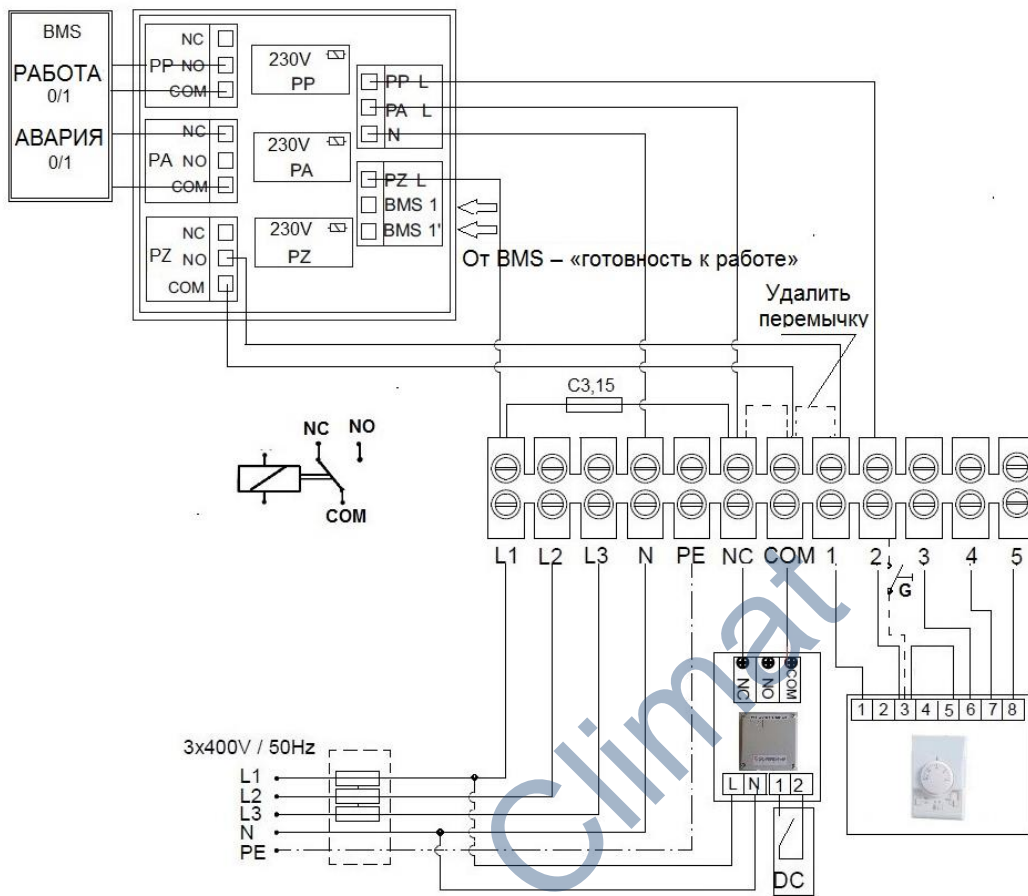 BMS
РАБОТА
0/1
АВАРИЯ
0/1
NC
PP NO
COM
NC
PA NO
COM
NC
PZ NO
COM
230V
PP
230V
PA
230V
PZ
PP L
PA L
N
PZ L
BMS 1
BMS 1'
От BMS – «готовность к работе»
Удалить
перемычку
C3,15
NC NO
COM
L1 L2 L3 N PE NC COM 1 2 3 4 5
G
NC NO COM
L N 1 2
DC
1 2 3 4 5 6 7 8
3x400V / 50Hz
L1
L2
L3
N
PE
Climat